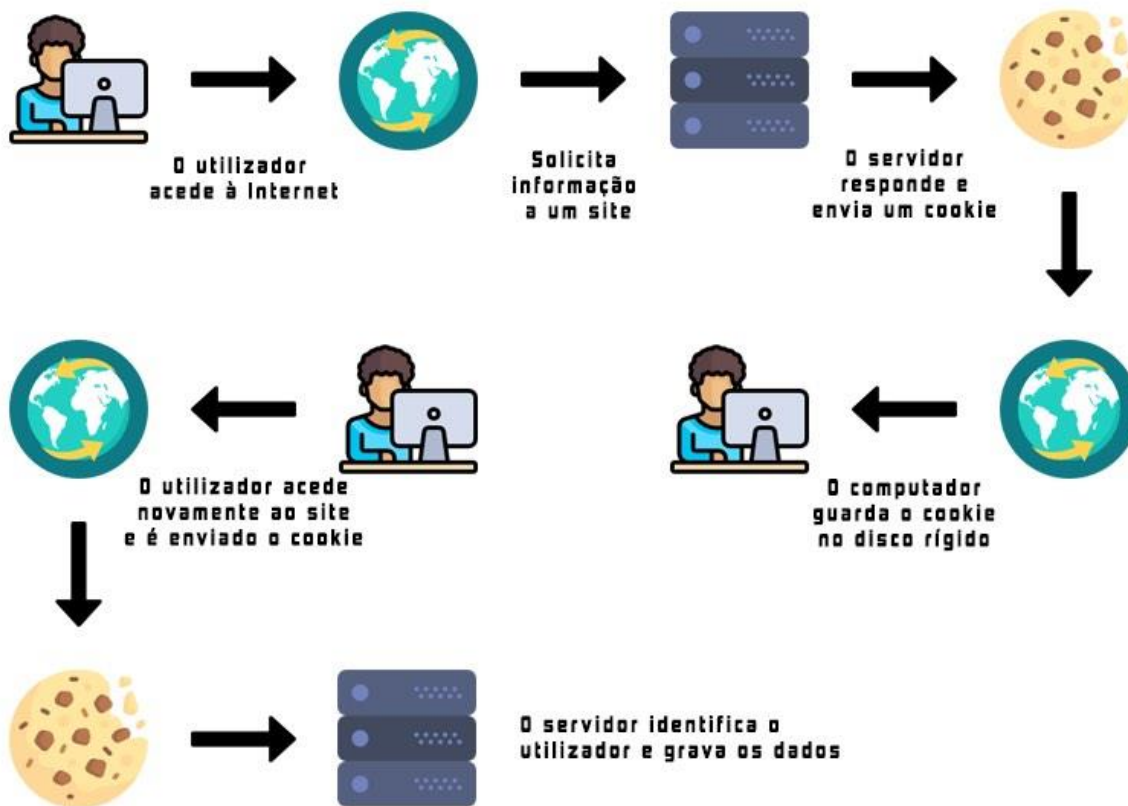 O utilizador
acede à Internet
Solicita
informação
a um site
O servidor
responde e
envia um cookie
O computador
guarda o cookie
no disco rígido
O utilizador acede
novamente ao site
e é enviado o cookie
O servidor identifica o
utilizador e grava os dados